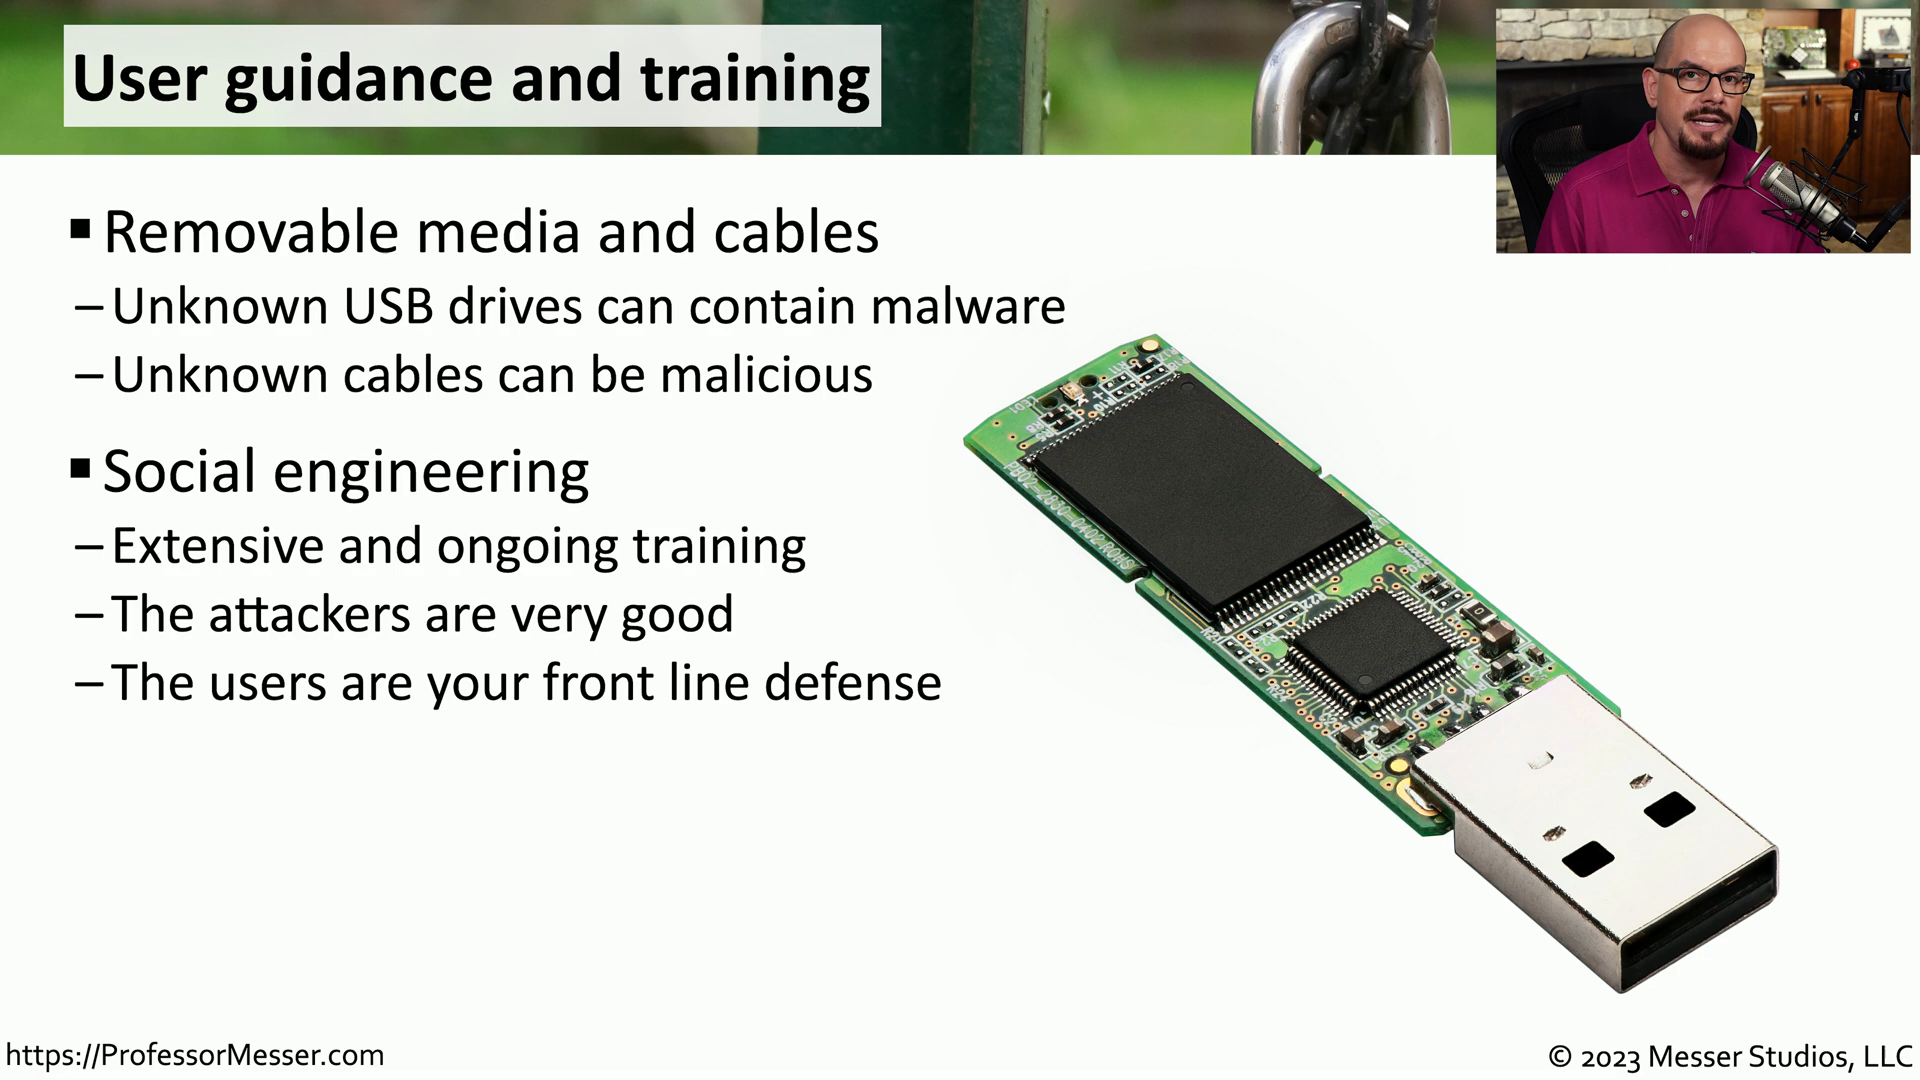 User guidance and training
▪ Removable media and cables
– Unknown USB drives can contain malware
– Unknown cables can be malicious
▪ Social engineering
– Extensive and ongoing training
– The attackers are very good
– The users are your front line defense
https://ProfessorMesser.com
© 2023 Messer Studios, LLC